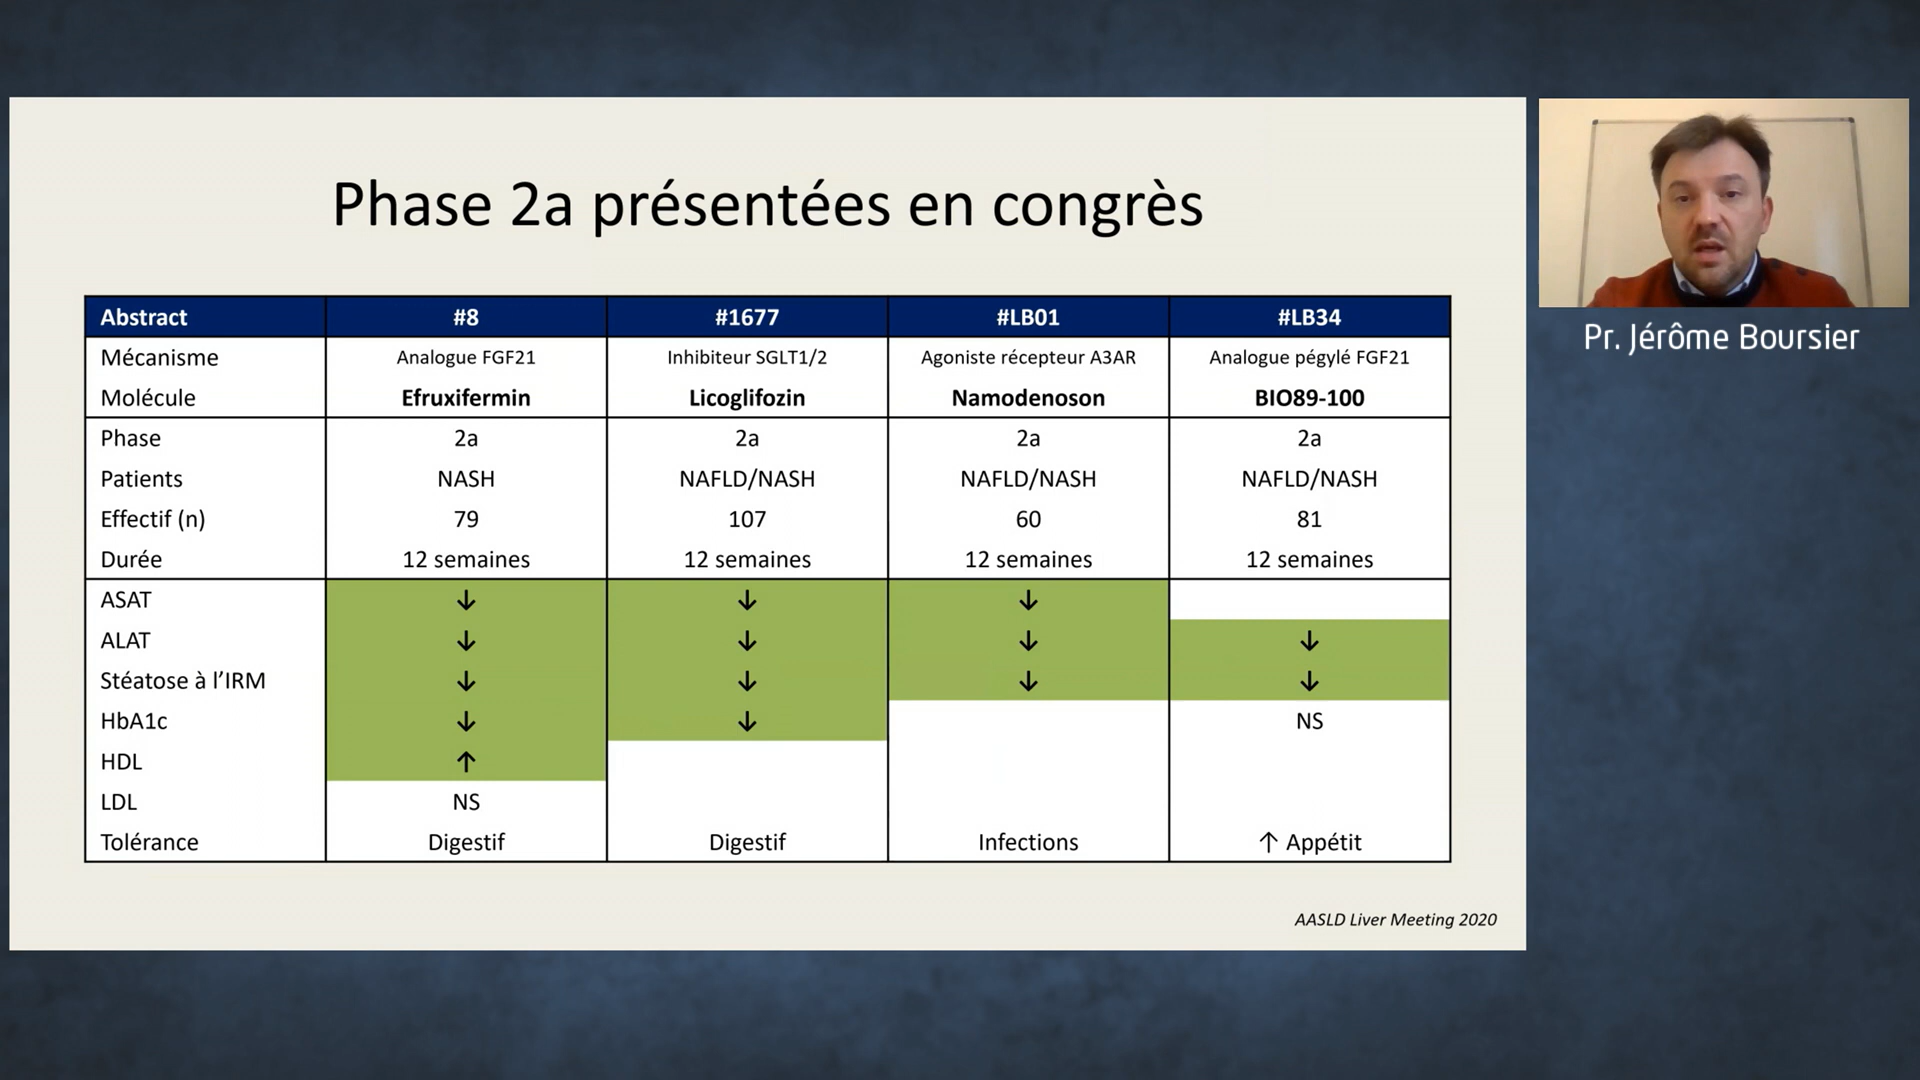 Phase 2a présentées en congrès
Abstract #8 #1677 #LB01 #LB34
Mécanisme Analogue FGF21 Inhibiteur SGLT1/2 Agoniste récepteur A3AR Analogue pégylé FGF21
Molécule Efruxifermin Licoglifozin Namodenoson BIO89-100
Phase 2a 2a 2a 2a
Patients NASH NAFLD/NASH NAFLD/NASH NAFLD/NASH
Effectif (n) 79 107 60 81
Durée 12 semaines 12 semaines 12 semaines 12 semaines
ASAT ↓ ↓ ↓
ALAT ↓ ↓ ↓ ↓
Stéatose à l’IRM ↓ ↓ ↓ ↓
HbA1c ↓ ↓ NS
HDL ↑
LDL NS
Tolérance Digestif Digestif Infections ↑ Appétit
AASLD Liver Meeting 2020
Pr. Jérôme Boursier